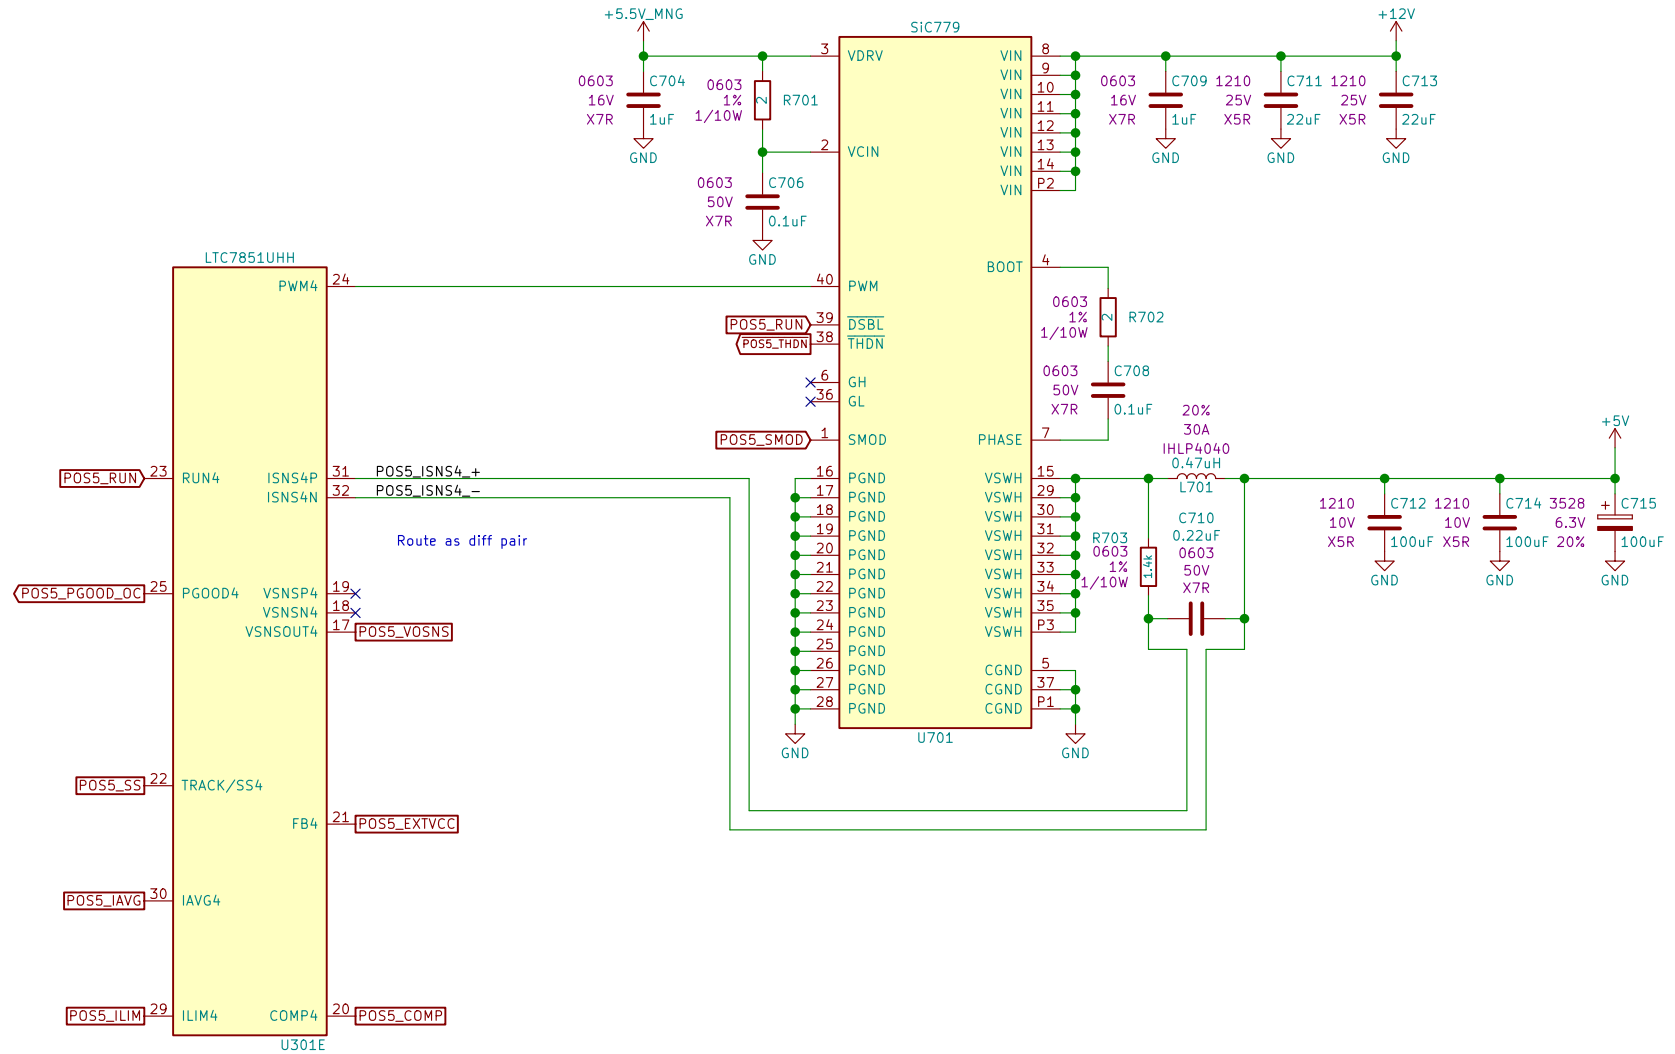 +5.5V_MNG
SiC779
+12V
3 VDRV
VIN 8
0603
16V
X7R
C704
1uF
GND
0603
1%
1/10W
2
R701
VIN 9
VIN 10
VIN 11
VIN 12
VIN 13
VIN 14
VIN P2
0603
16V
X7R
C709
1uF
GND
1210
25V
X5R
C711
22uF
GND
1210
25V
X5R
C713
22uF
GND
2 VCIN
0603
50V
X7R
C706
0.1uF
GND
LTC7851UHH
PWM4 24
40 PWM
BOOT 4
0603
1%
1/10W
2
R702
POS5_RUN 39 DSBL
POS5_THDN 38 THDN
6 GH
36 GL
0603
50V
X7R
C708
0.1uF
POS5_SMOD 1 SMOD
PHASE 7
20%
30A
IHLP4040
0.47uH
L701
+5V
POS5_RUN 23 RUN4
ISNS4P 31 POS5_ISNS4_+
ISNS4N 32 POS5_ISNS4_-
Route as diff pair
16 PGND
17 PGND
18 PGND
19 PGND
20 PGND
21 PGND
22 PGND
23 PGND
24 PGND
25 PGND
26 PGND
27 PGND
28 PGND
GND
VSWH 15
VSWH 29
VSWH 30
VSWH 31
VSWH 32
VSWH 33
VSWH 34
VSWH 35
VSWH P3
CGND 5
CGND 37
CGND P1
GND
U701
R703
0603
1%
1/10W
1.4k
C710
0.22uF
0603
50V
X7R
1210
10V
X5R
C712
100uF
GND
1210
10V
X5R
C714
100uF
GND
3528
6.3V
20%
+
C715
100uF
GND
POS5_PGOOD_OC 25 PGOOD4
VSNSP4 19
VSNSN4 18
VSNSOUT4 17 POS5_VOSNS
POS5_SS 22 TRACK/SS4
FB4 21 POS5_EXTVCC
POS5_IAVG 30 IAVG4
POS5_ILIM 29 ILIM4
COMP4 20 POS5_COMP
U301E